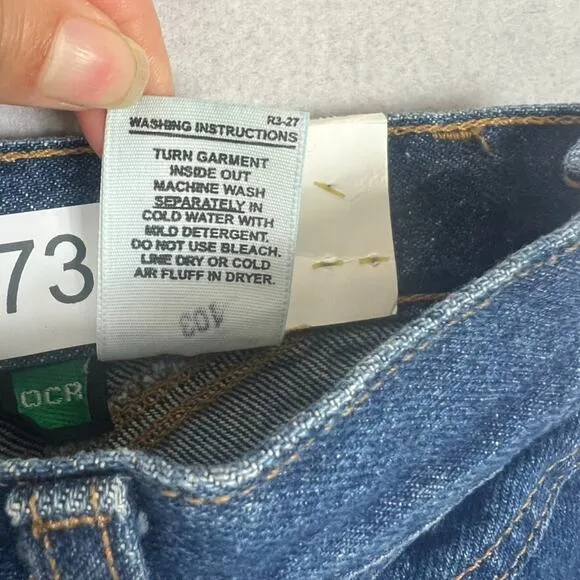 R3-27
WASHING INSTRUCTIONS
TURN GARMENT
INSIDE OUT
MACHINE WASH
SEPARATELY IN
COLD WATER WITH
MILD DETERGENT.
DO NOT USE BLEACH.
LINE DRY OR COLD
AIR FLUFF IN DRYER.
73
OCR